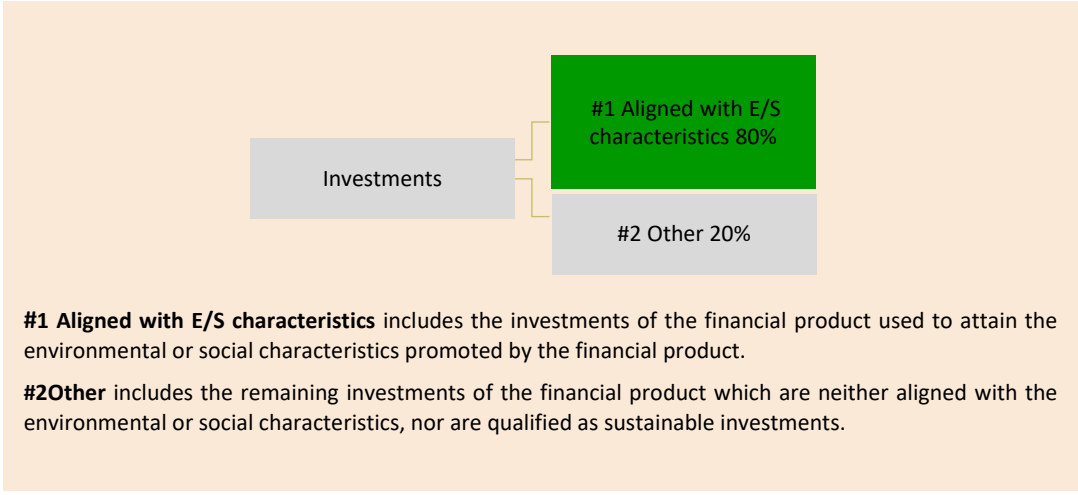 #1 Aligned with E/S
characteristics 80%
Investments
#2 Other 20%
#1 Aligned with E/S characteristics includes the investments of the financial product used to attain the
environmental or social characteristics promoted by the financial product.
#2Other includes the remaining investments of the financial product which are neither aligned with the
environmental or social characteristics, nor are qualified as sustainable investments.